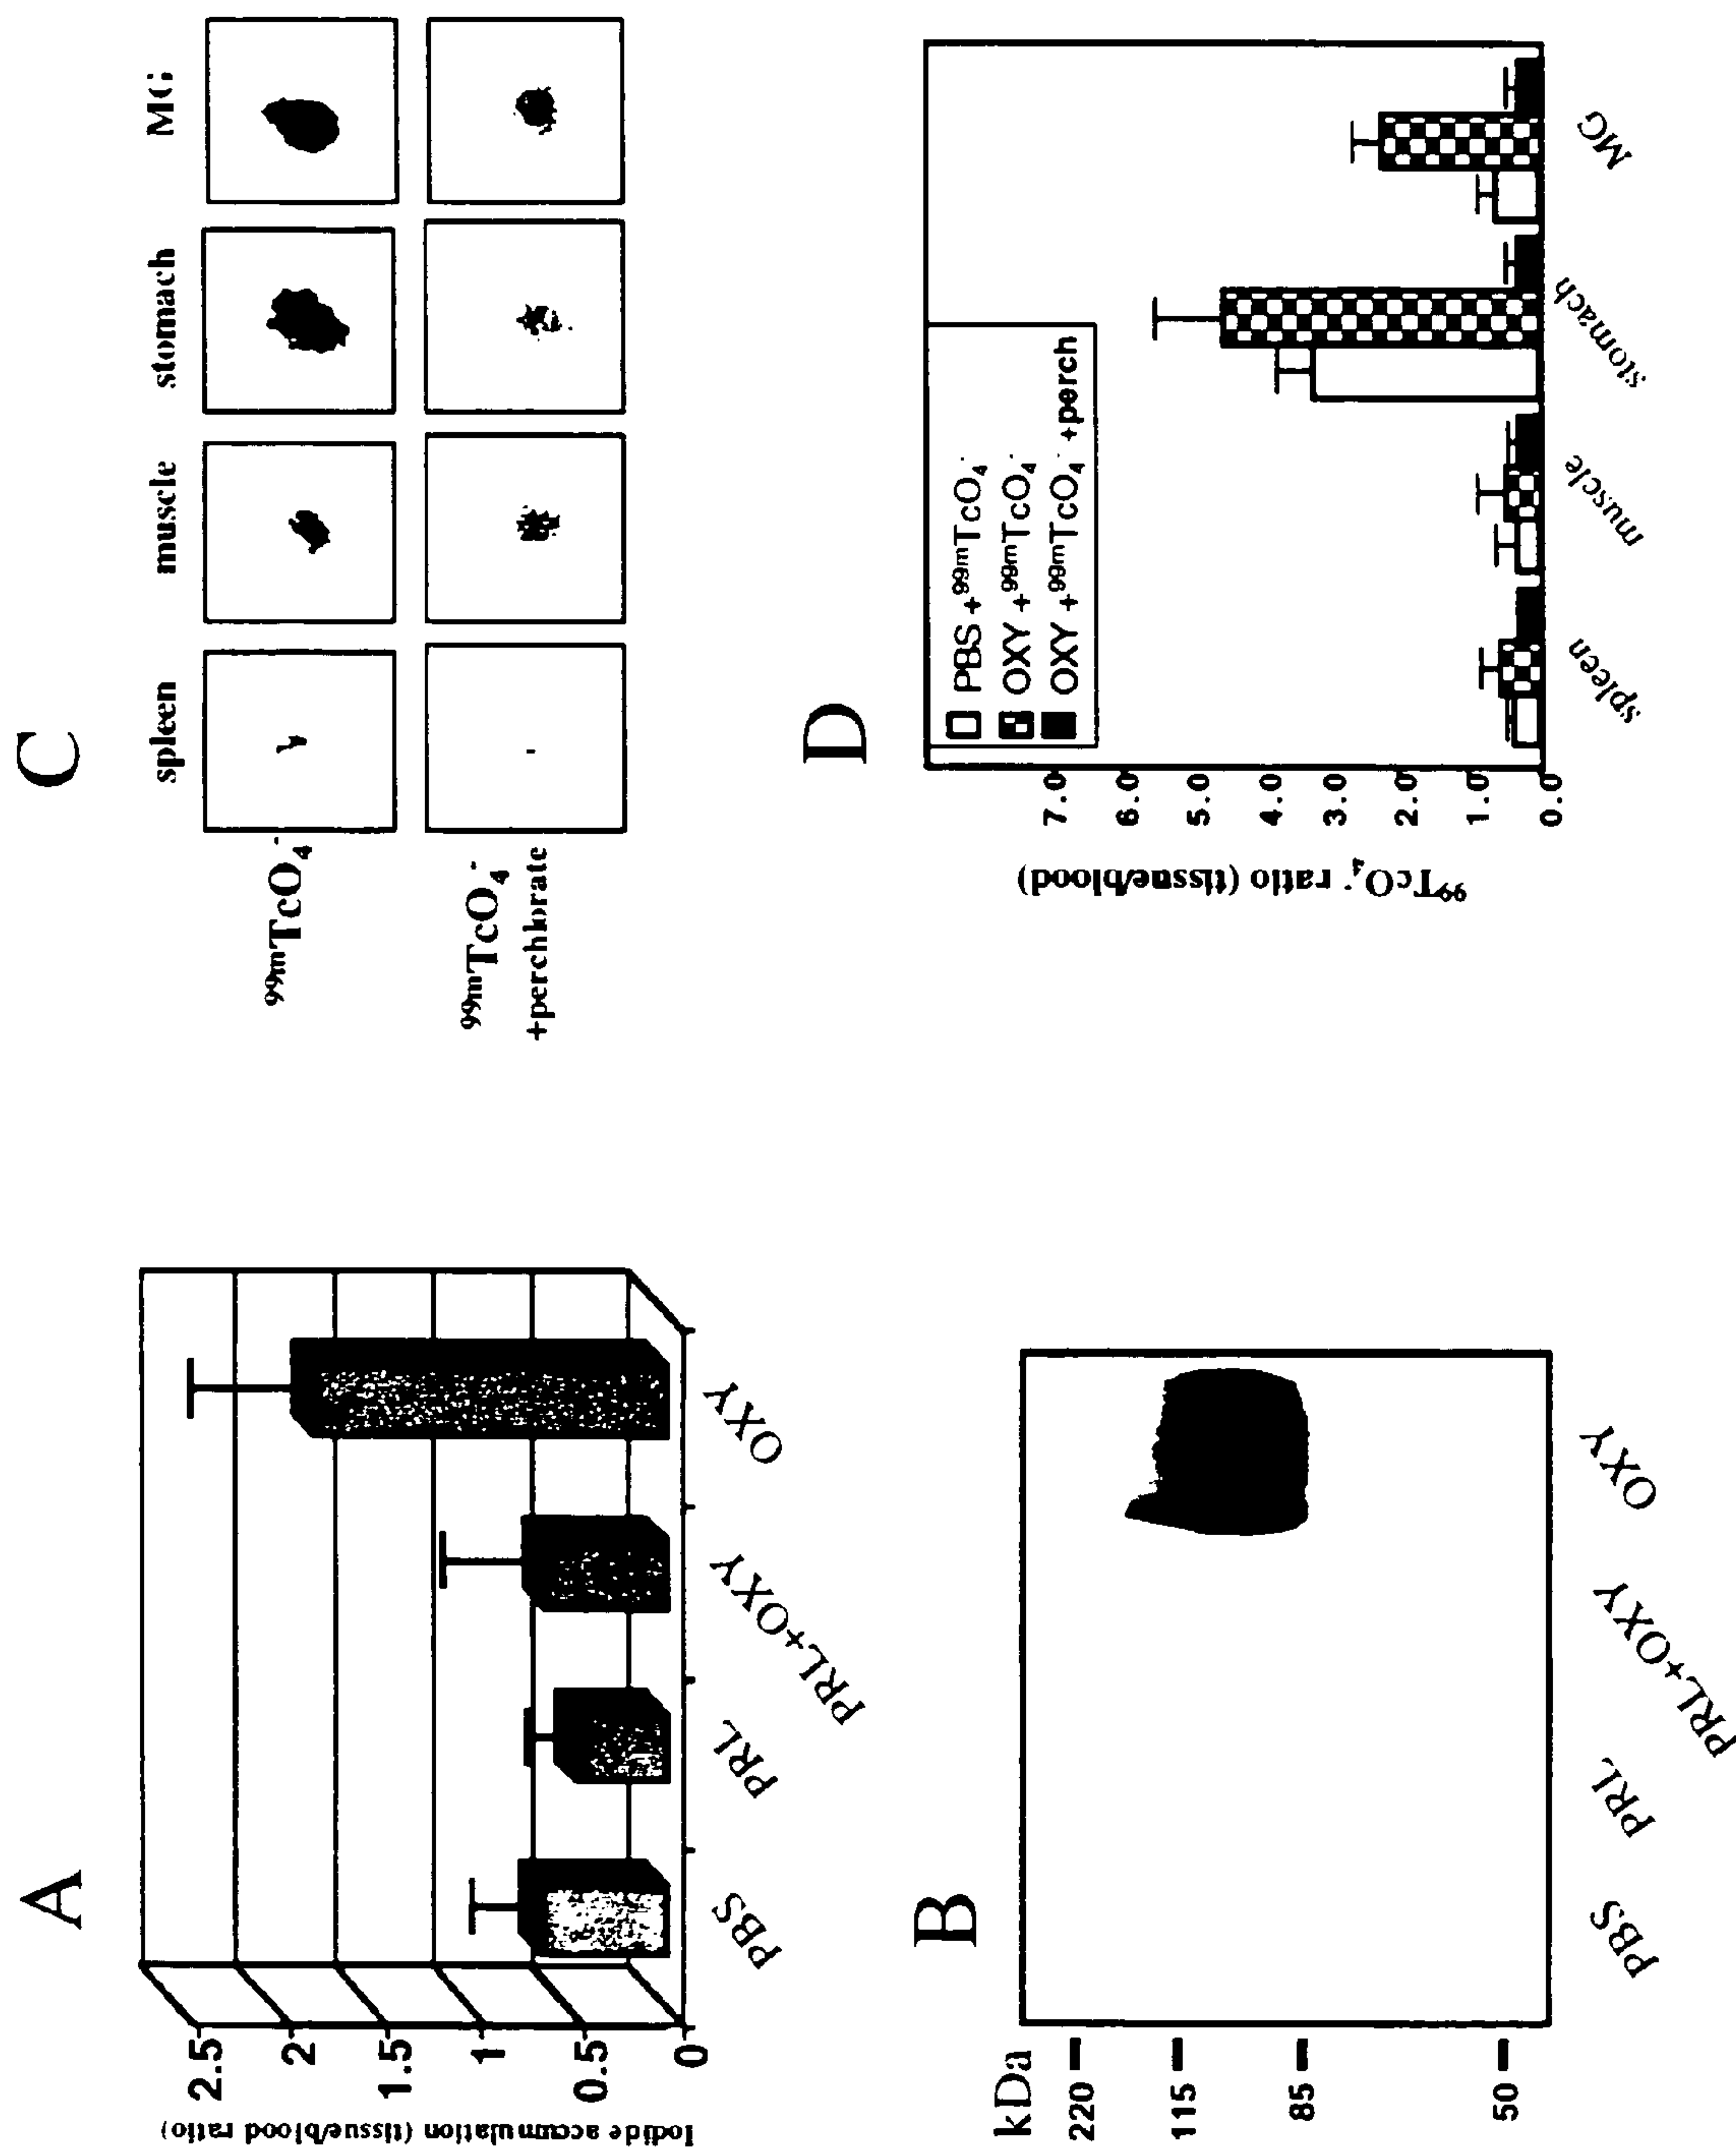 A
Iodide accumulation (tissue/blood ratio)
2.5
2
1.5
1
0.5
0
PBS
PRL
PRL+OXY
OXY
B
kDa
220
115
85
50
PBS
PRL
PRL+OXY
OXY
C
spleen muscle stomach MG
99mTcO4-
99mTcO4-
+perchlorate
D
99TcO4- ratio (tissue/blood)
7.0
6.0
5.0
4.0
3.0
2.0
1.0
0.0
PBS +99mTcO4-
OXY +99mTcO4-
OXY +99mTcO4- +perch
spleen
muscle
stomach
MG